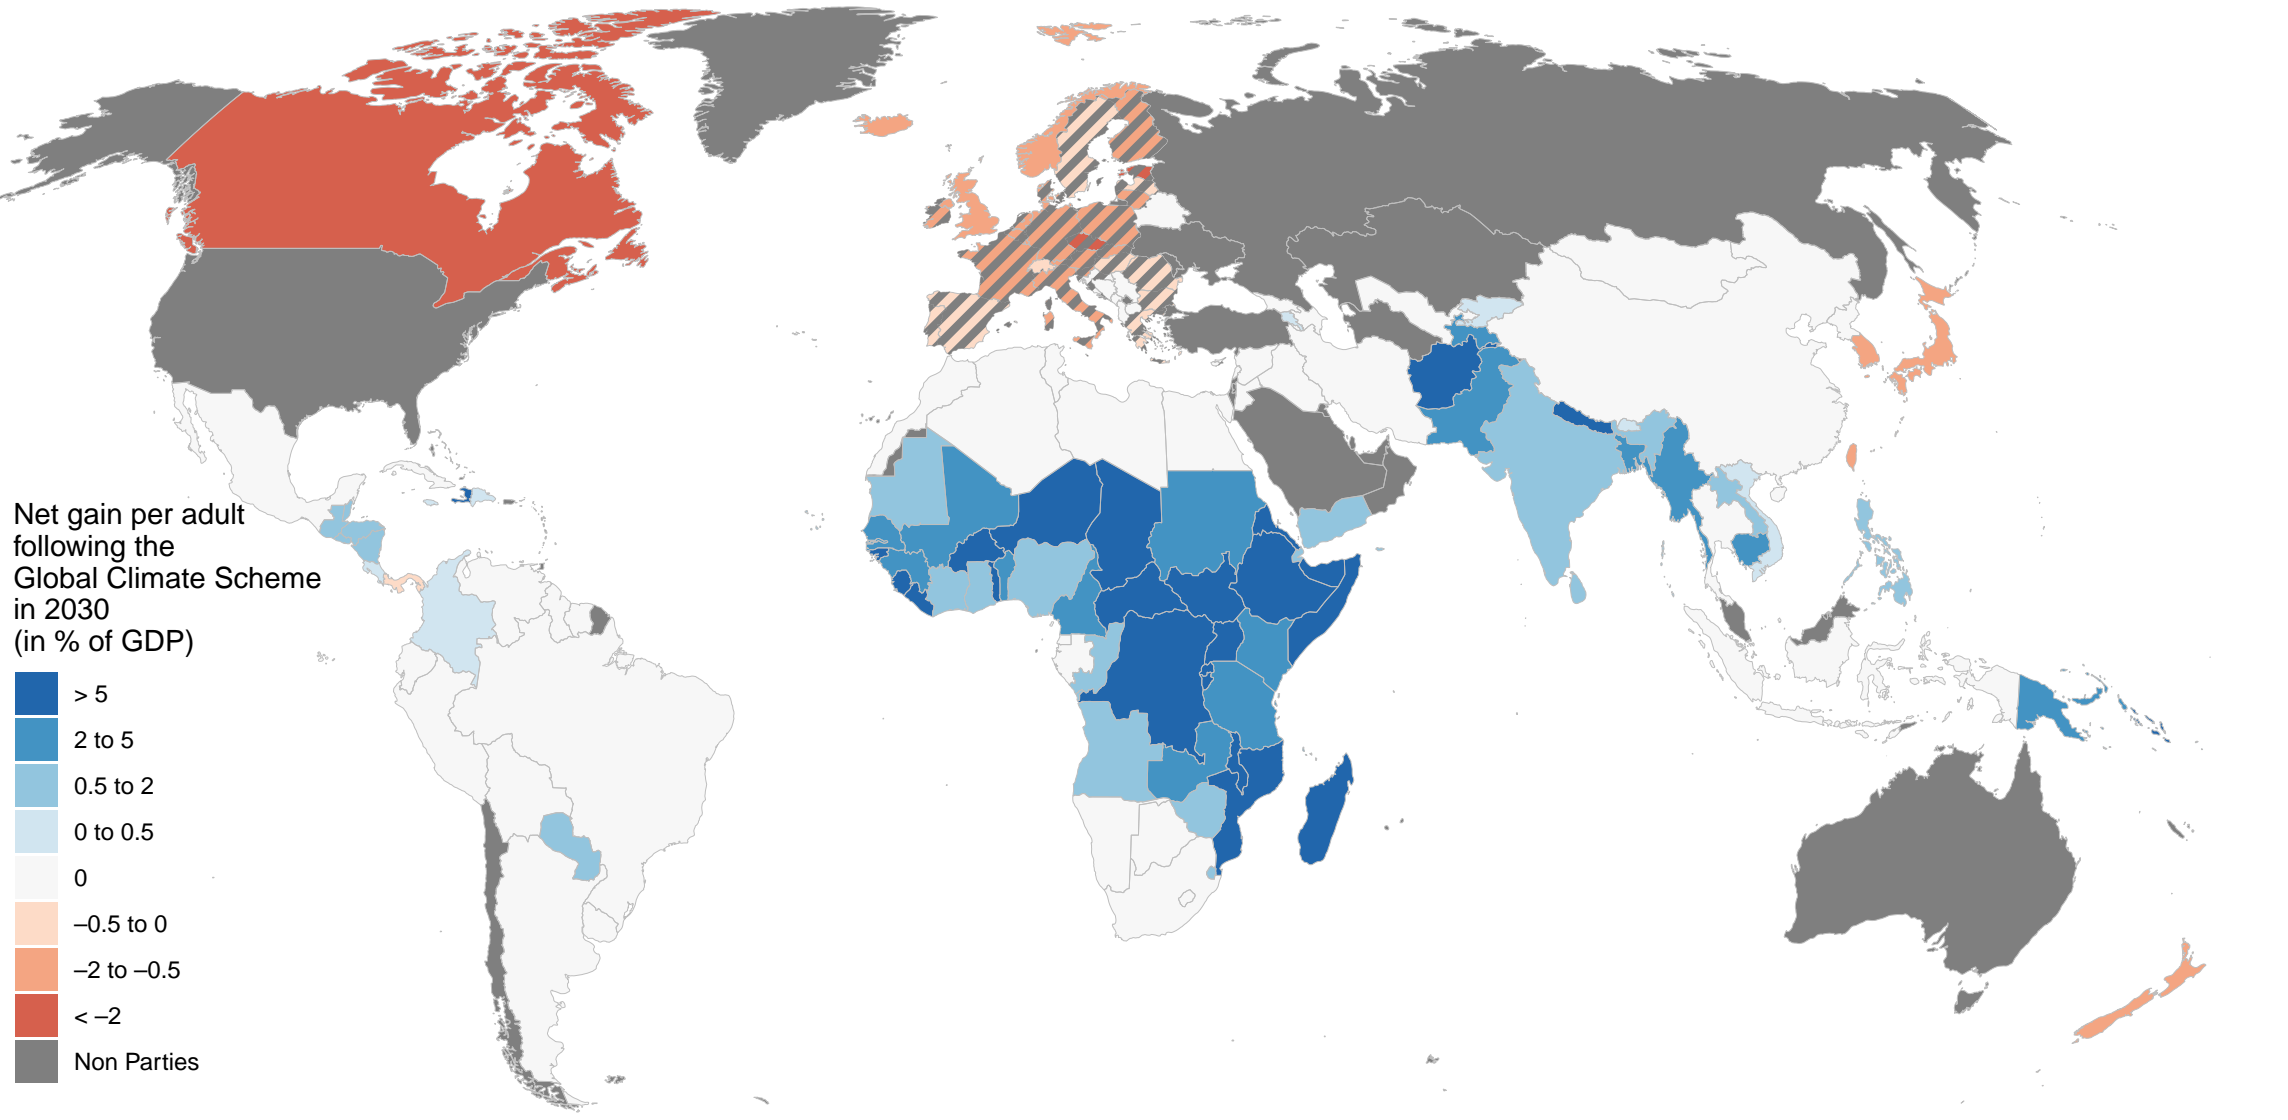 Net gain per adult
following the
Global Climate Scheme
in 2030
(in % of GDP)
> 5
2 to 5
0.5 to 2
0 to 0.5
0
–0.5 to 0
–2 to –0.5
< –2
Non Parties